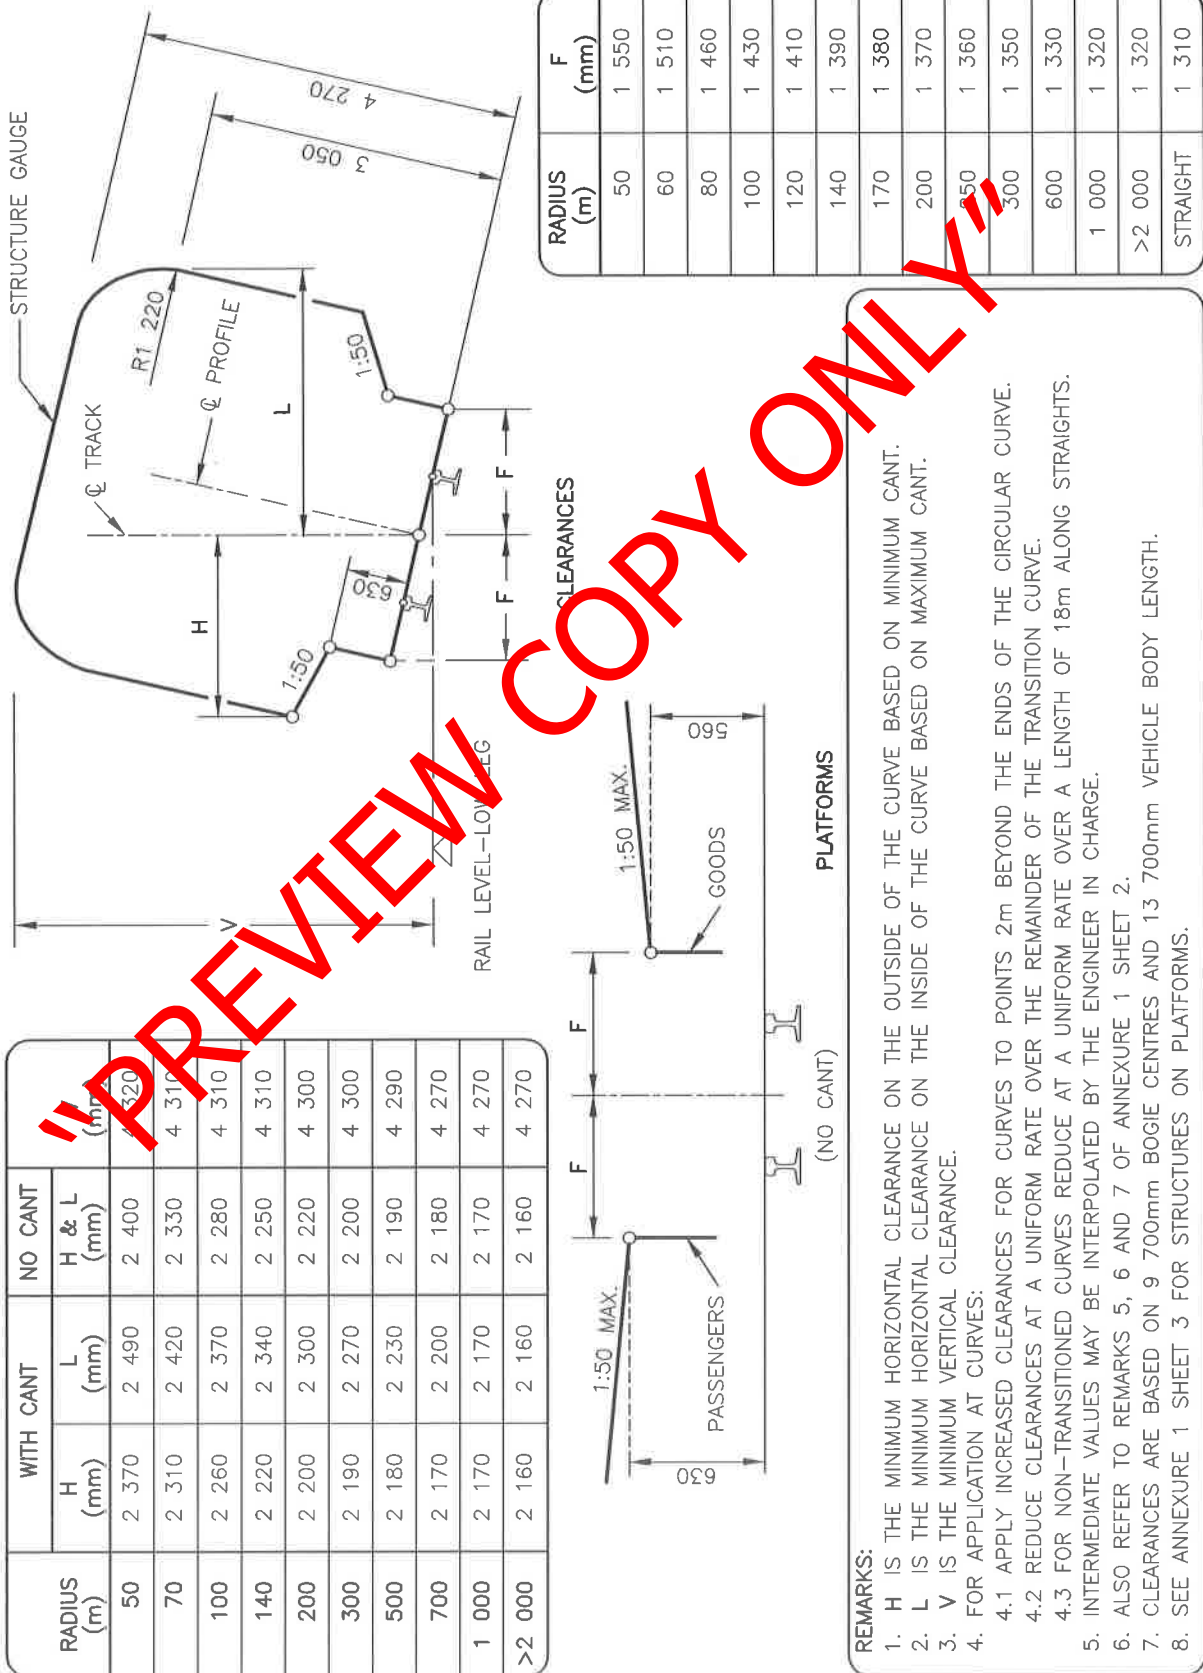 WITH CANT NO CANT
RADIUS (m) H (mm) L (mm) H & L (mm) (mm)
50 2 370 2 490 2 400 4 320
70 2 310 2 420 2 330 4 310
100 2 260 2 370 2 280 4 310
140 2 220 2 340 2 250 4 310
200 2 200 2 300 2 220 4 300
300 2 190 2 270 2 200 4 300
500 2 180 2 230 2 190 4 290
700 2 170 2 200 2 180 4 270
1 000 2 170 2 170 2 170 4 270
>2 000 2 160 2 160 2 160 4 270
STRUCTURE GAUGE
℄ TRACK
℄ PROFILE
R1 220
4 270
3 050
H
L
V
1:50
1:50
630
F
F
RAIL LEVEL-LOW LEG
CLEARANCES
RADIUS (m) F (mm)
50 1 550
60 1 510
80 1 460
100 1 430
120 1 410
140 1 390
170 1 380
200 1 370
250 1 360
300 1 350
600 1 330
1 000 1 320
>2 000 1 320
STRAIGHT 1 310
1:50 MAX.
1:50 MAX.
PASSENGERS
GOODS
630
560
F
F
(NO CANT)
PLATFORMS
REMARKS:
1. H IS THE MINIMUM HORIZONTAL CLEARANCE ON THE OUTSIDE OF THE CURVE BASED ON MINIMUM CANT.
2. L IS THE MINIMUM HORIZONTAL CLEARANCE ON THE INSIDE OF THE CURVE BASED ON MAXIMUM CANT.
3. V IS THE MINIMUM VERTICAL CLEARANCE.
4. FOR APPLICATION AT CURVES:
4.1 APPLY INCREASED CLEARANCES FOR CURVES TO POINTS 2m BEYOND THE ENDS OF THE CIRCULAR CURVE.
4.2 REDUCE CLEARANCES AT A UNIFORM RATE OVER THE REMAINDER OF THE TRANSITION CURVE.
4.3 FOR NON-TRANSITIONED CURVES REDUCE AT A UNIFORM RATE OVER A LENGTH OF 18m ALONG STRAIGHTS.
5. INTERMEDIATE VALUES MAY BE INTERPOLATED BY THE ENGINEER IN CHARGE.
6. ALSO REFER TO REMARKS 5, 6 AND 7 OF ANNEXURE 1 SHEET 2.
7. CLEARANCES ARE BASED ON 9 700mm BOGIE CENTRES AND 13 700mm VEHICLE BODY LENGTH.
8. SEE ANNEXURE 1 SHEET 3 FOR STRUCTURES ON PLATFORMS.
"PREVIEW COPY ONLY"